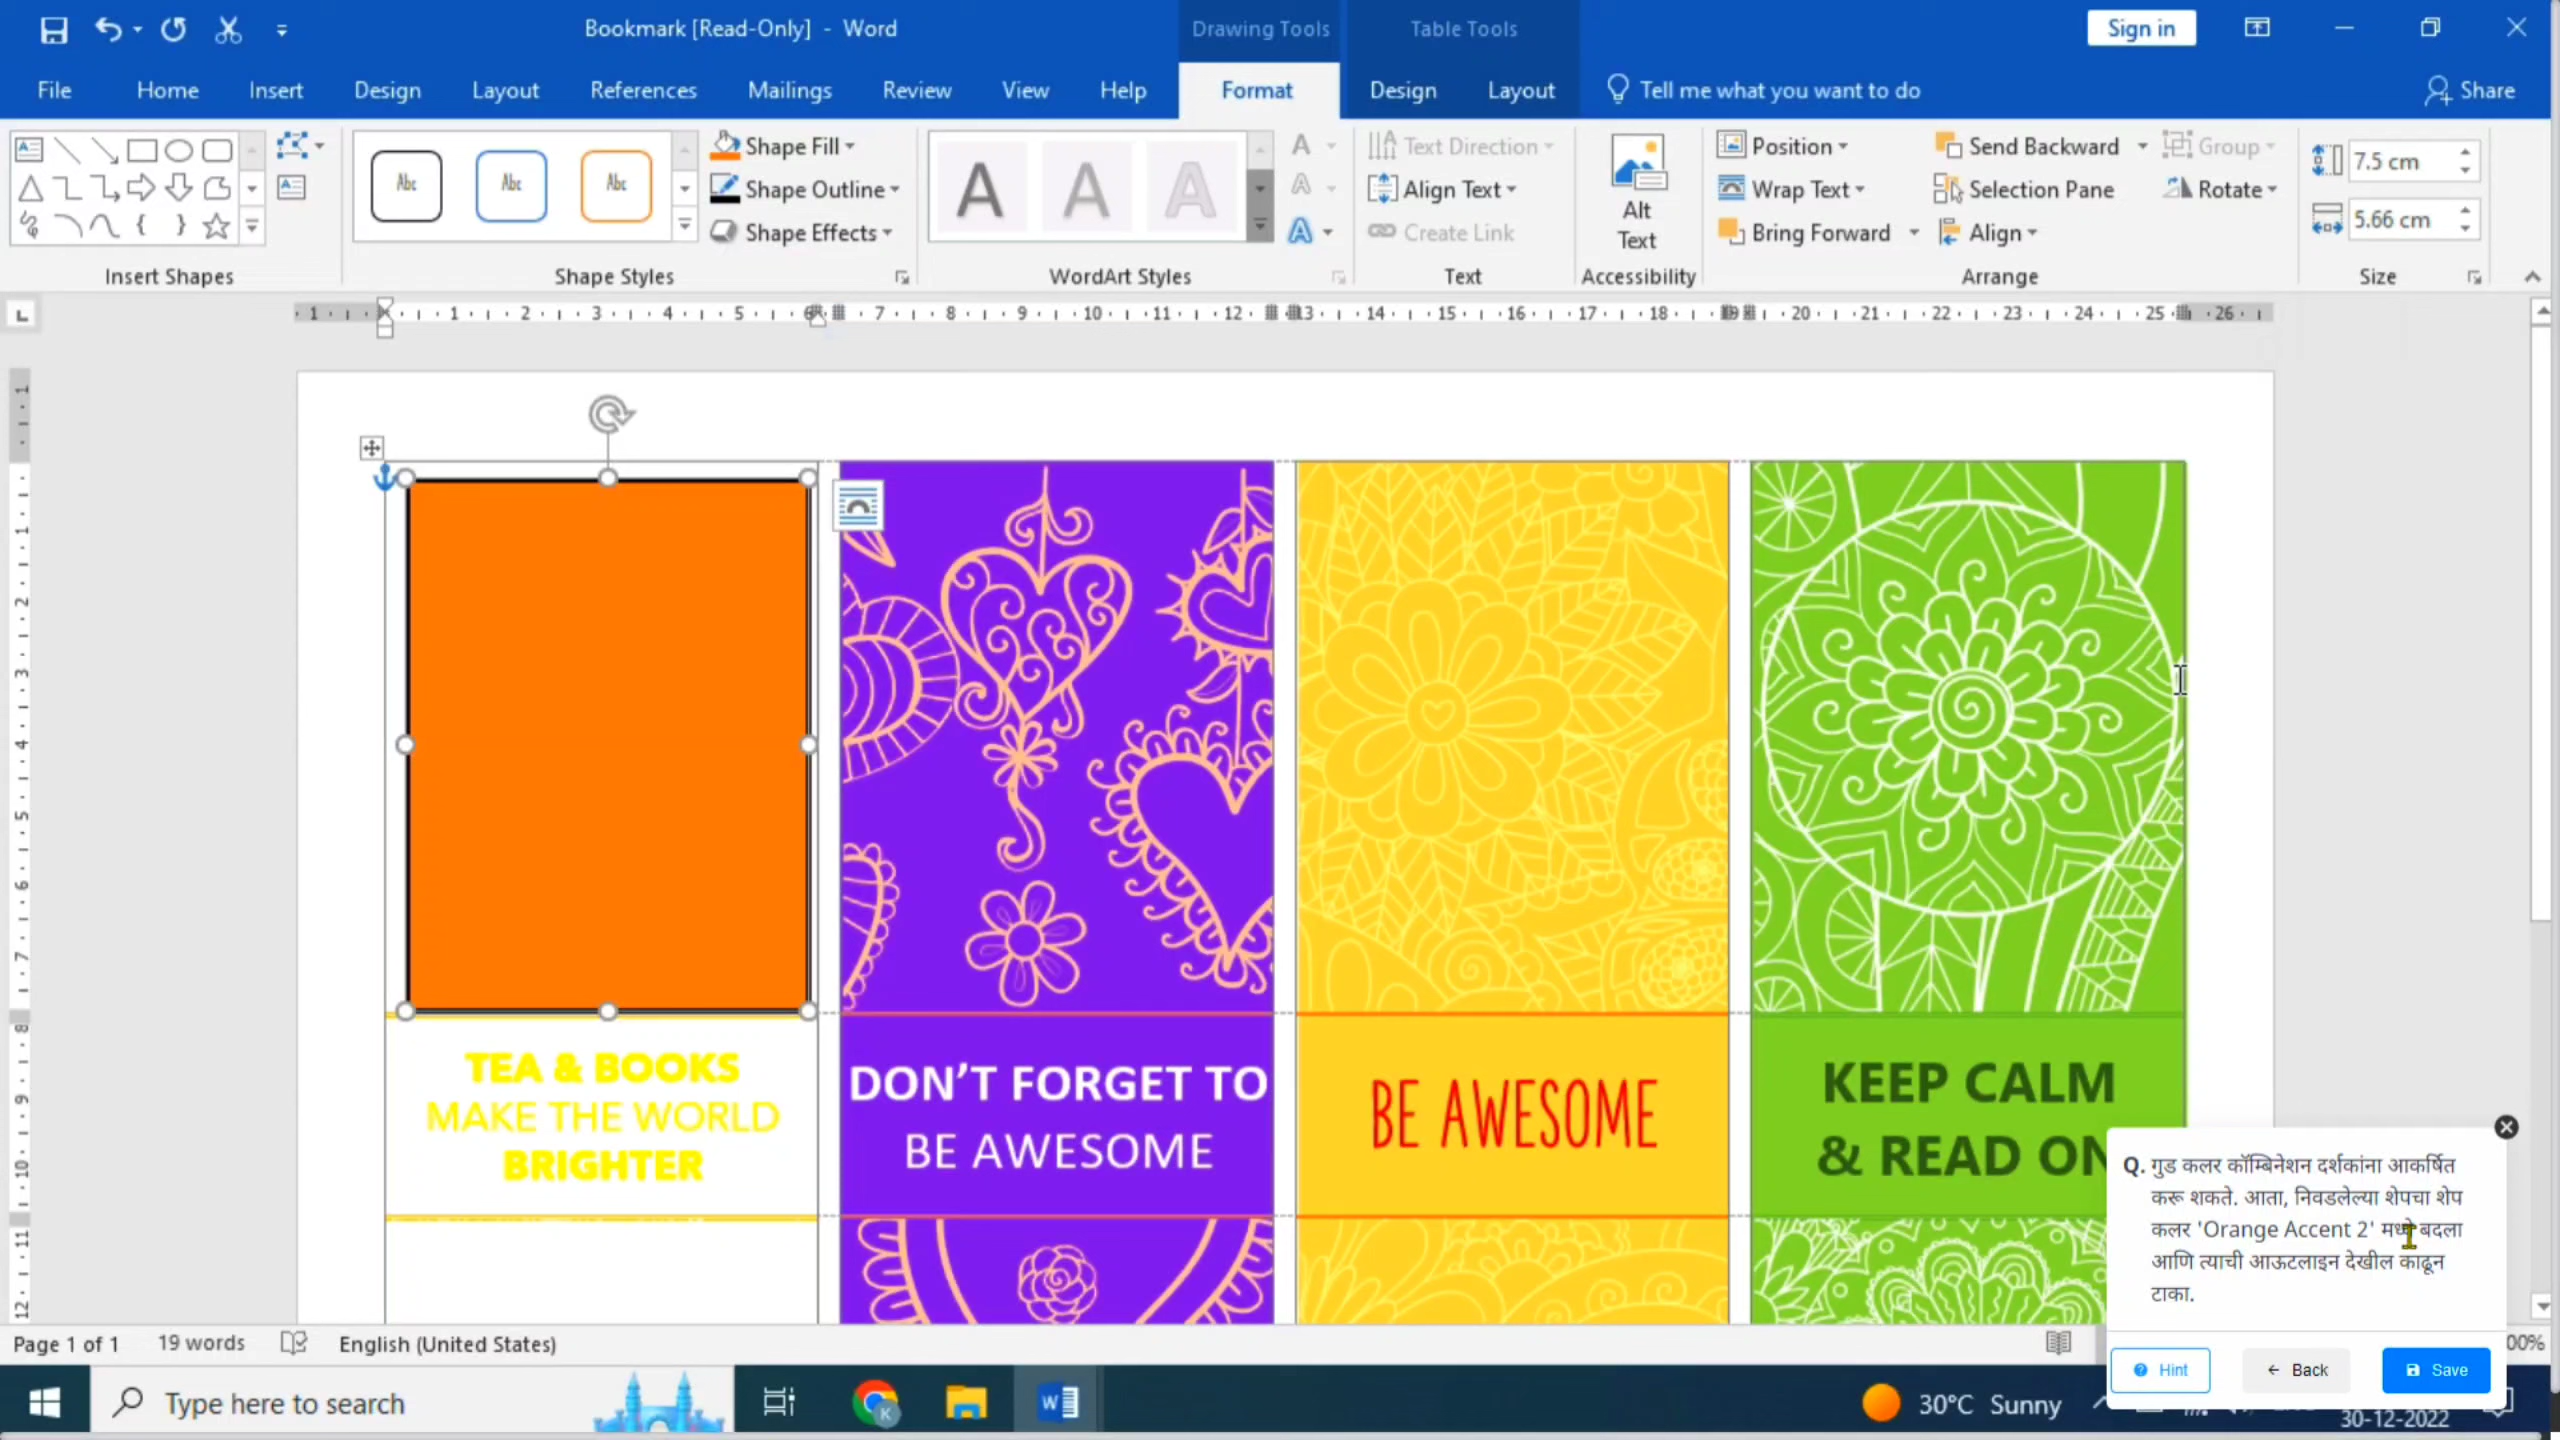 Bookmark [Read-Only] - Word
Drawing Tools
Table Tools
Sign in
File
Home
Insert
Design
Layout
References
Mailings
Review
View
Help
Format
Design
Layout
Tell me what you want to do
Share
Abc
Abc
Abc
Shape Fill
Shape Outline
Shape Effects
A
A
A
Text Direction
Align Text
Create Link
Alt
Text
Position
Wrap Text
Bring Forward
Send Backward
Selection Pane
Align
Group
Rotate
7.5 cm
5.66 cm
Insert Shapes
Shape Styles
WordArt Styles
Text
Accessibility
Arrange
Size
TEA & BOOKS
MAKE THE WORLD
BRIGHTER
DON'T FORGET TO
BE AWESOME
BE AWESOME
KEEP CALM
& READ ON
Q. गुड कलर कॉम्बिनेशन दर्शकांना आकर्षित
करू शकते. आता, निवडलेल्या शेपचा शेप
कलर 'Orange Accent 2' मध्ये बदला
आणि त्याची आऊटलाइन देखील काढून
टाका.
Hint
Back
Save
Page 1 of 1
19 words
English (United States)
00%
Type here to search
30°C Sunny
30-12-2022